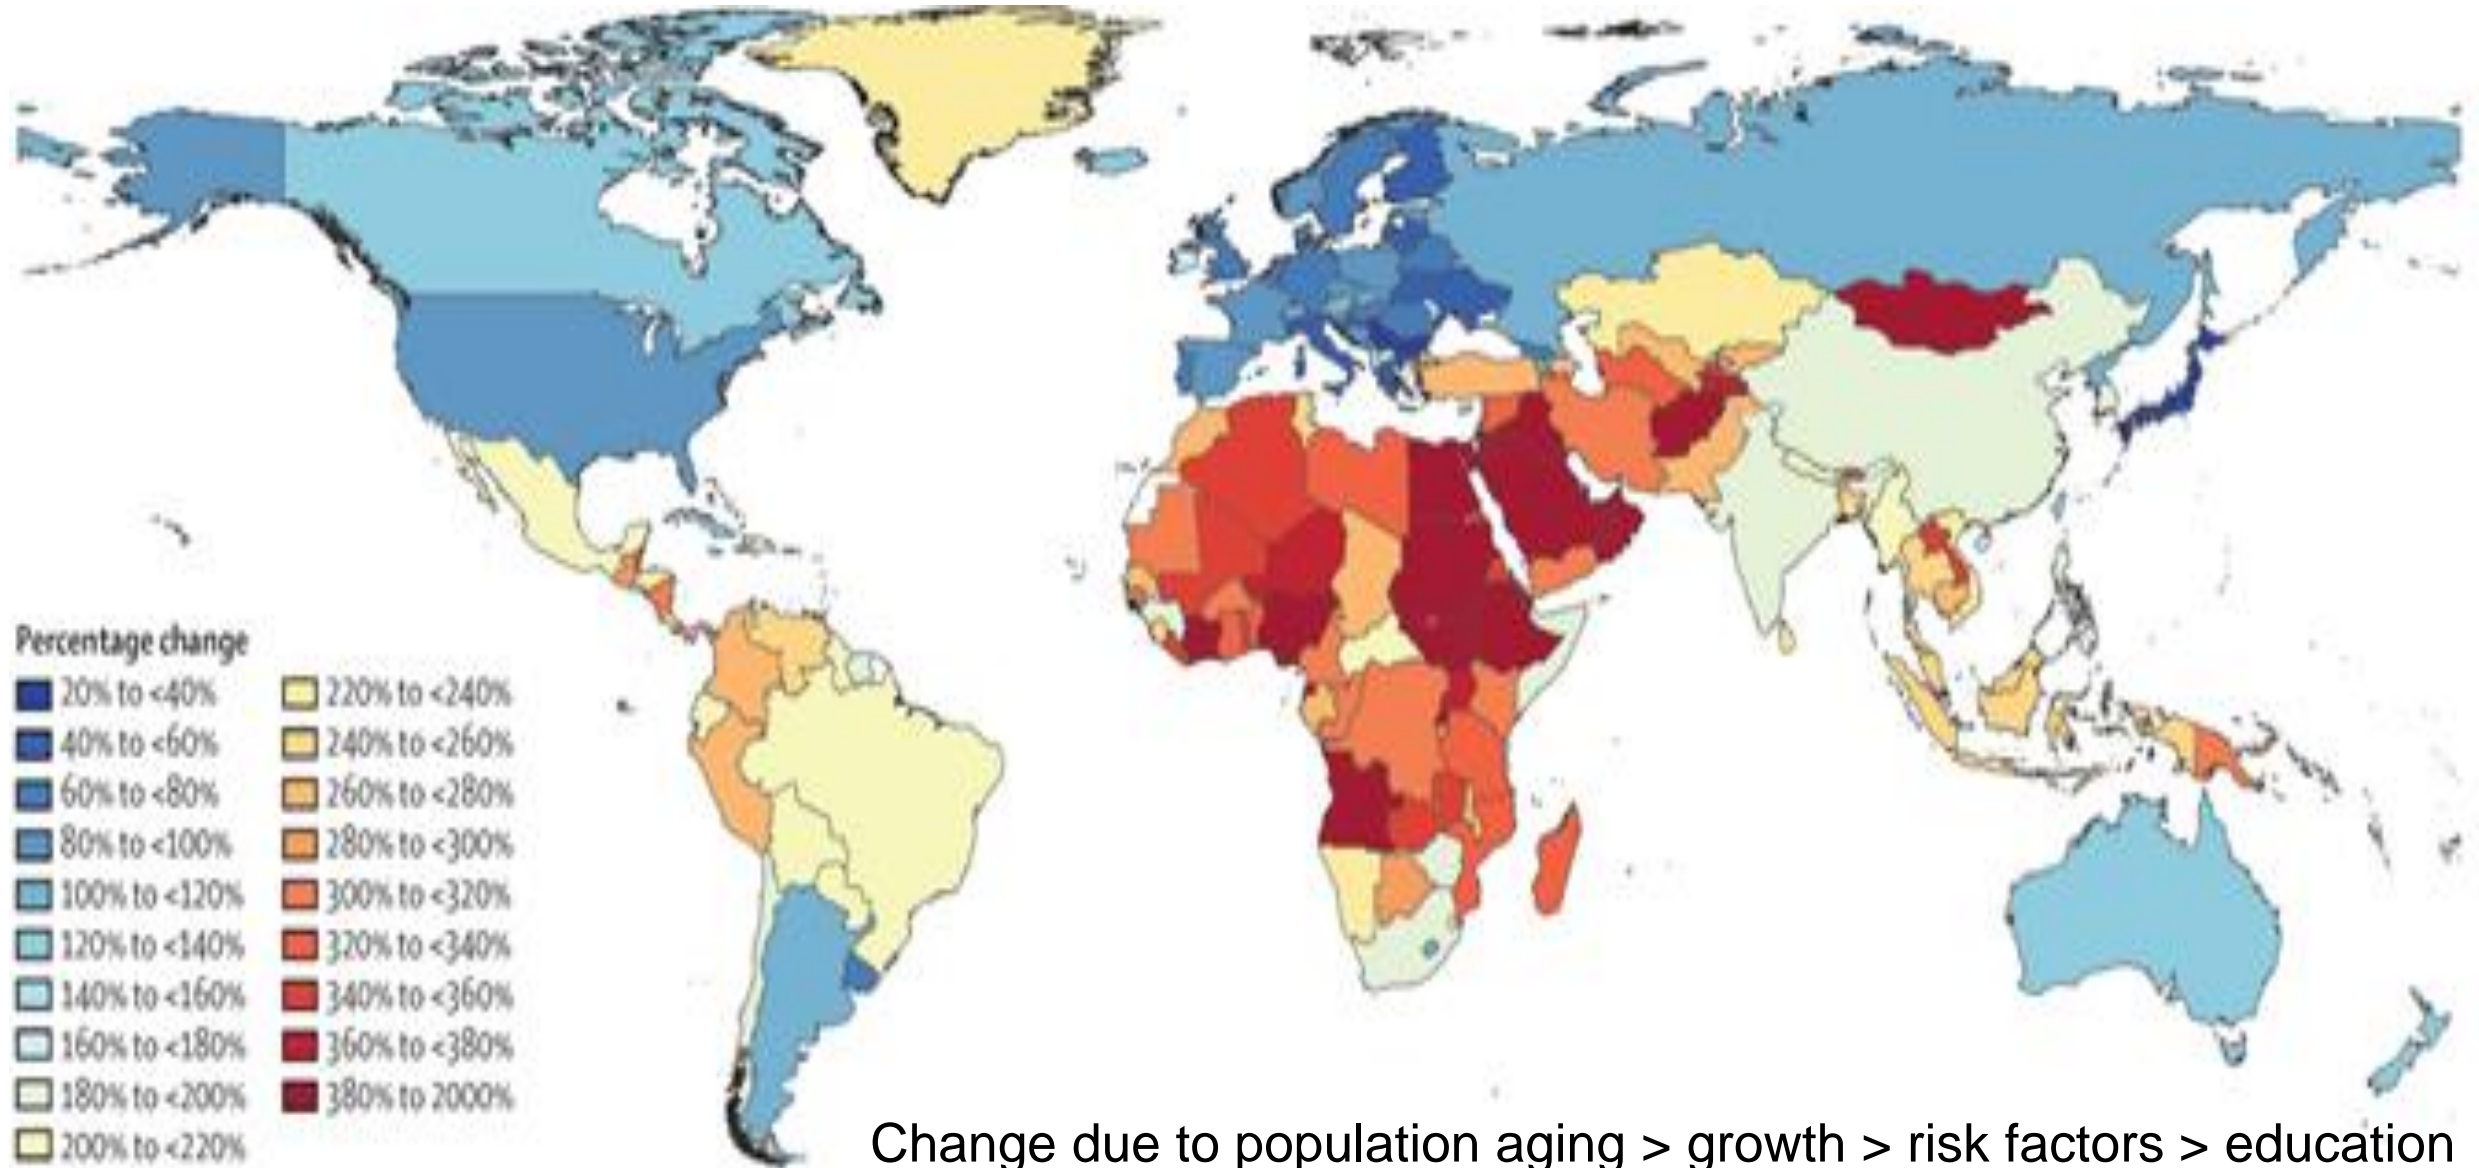 Percentage change
20% to <40%
40% to <60%
60% to <80%
80% to <100%
100% to <120%
120% to <140%
140% to <160%
160% to <180%
180% to <200%
200% to <220%
220% to <240%
240% to <260%
260% to <280%
280% to <300%
300% to <320%
320% to <340%
340% to <360%
360% to <380%
380% to 2000%
Change due to population aging > growth > risk factors > education